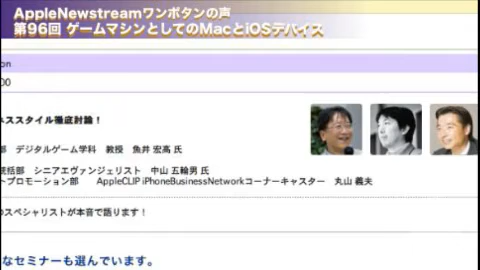 AppleNewstreamワンボタンの声
第96回 ゲームマシンとしてのMacとiOSデバイス
on
00
ネススタイル徹底討論！
部　デジタルゲーム学科　教授　魚井 宏高 氏
統括部　シニアエヴァンジェリスト　中山 五輪男 氏
トプロモーション部　AppleCLIP iPhoneBusinessNetworkコーナーキャスター　丸山 義夫
のスペシャリストが本音で語ります！
なセミナーも選んでいます。